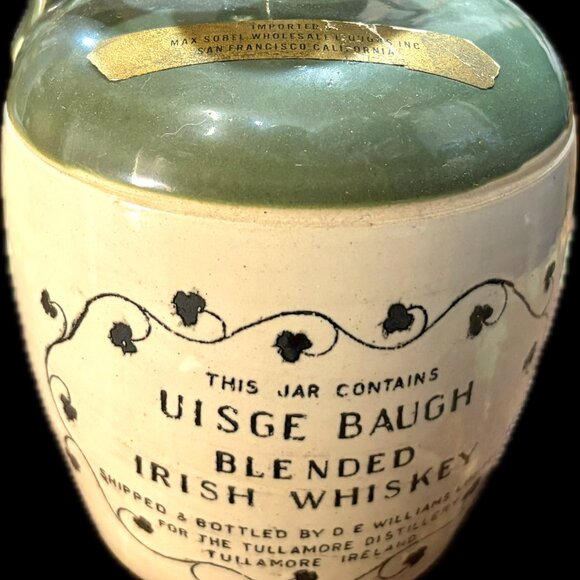 IMPORTED
MAX SOBEL WHOLESALE LIQUORS INC
SAN FRANCISCO, CALIFORNIA
THIS JAR CONTAINS
UISGE BAUGH
BLENDED
IRISH WHISKEY
SHIPPED & BOTTLED BY D E WILLIAMS
FOR THE TULLAMORE DISTILLERY
TULLAMORE IRELAND